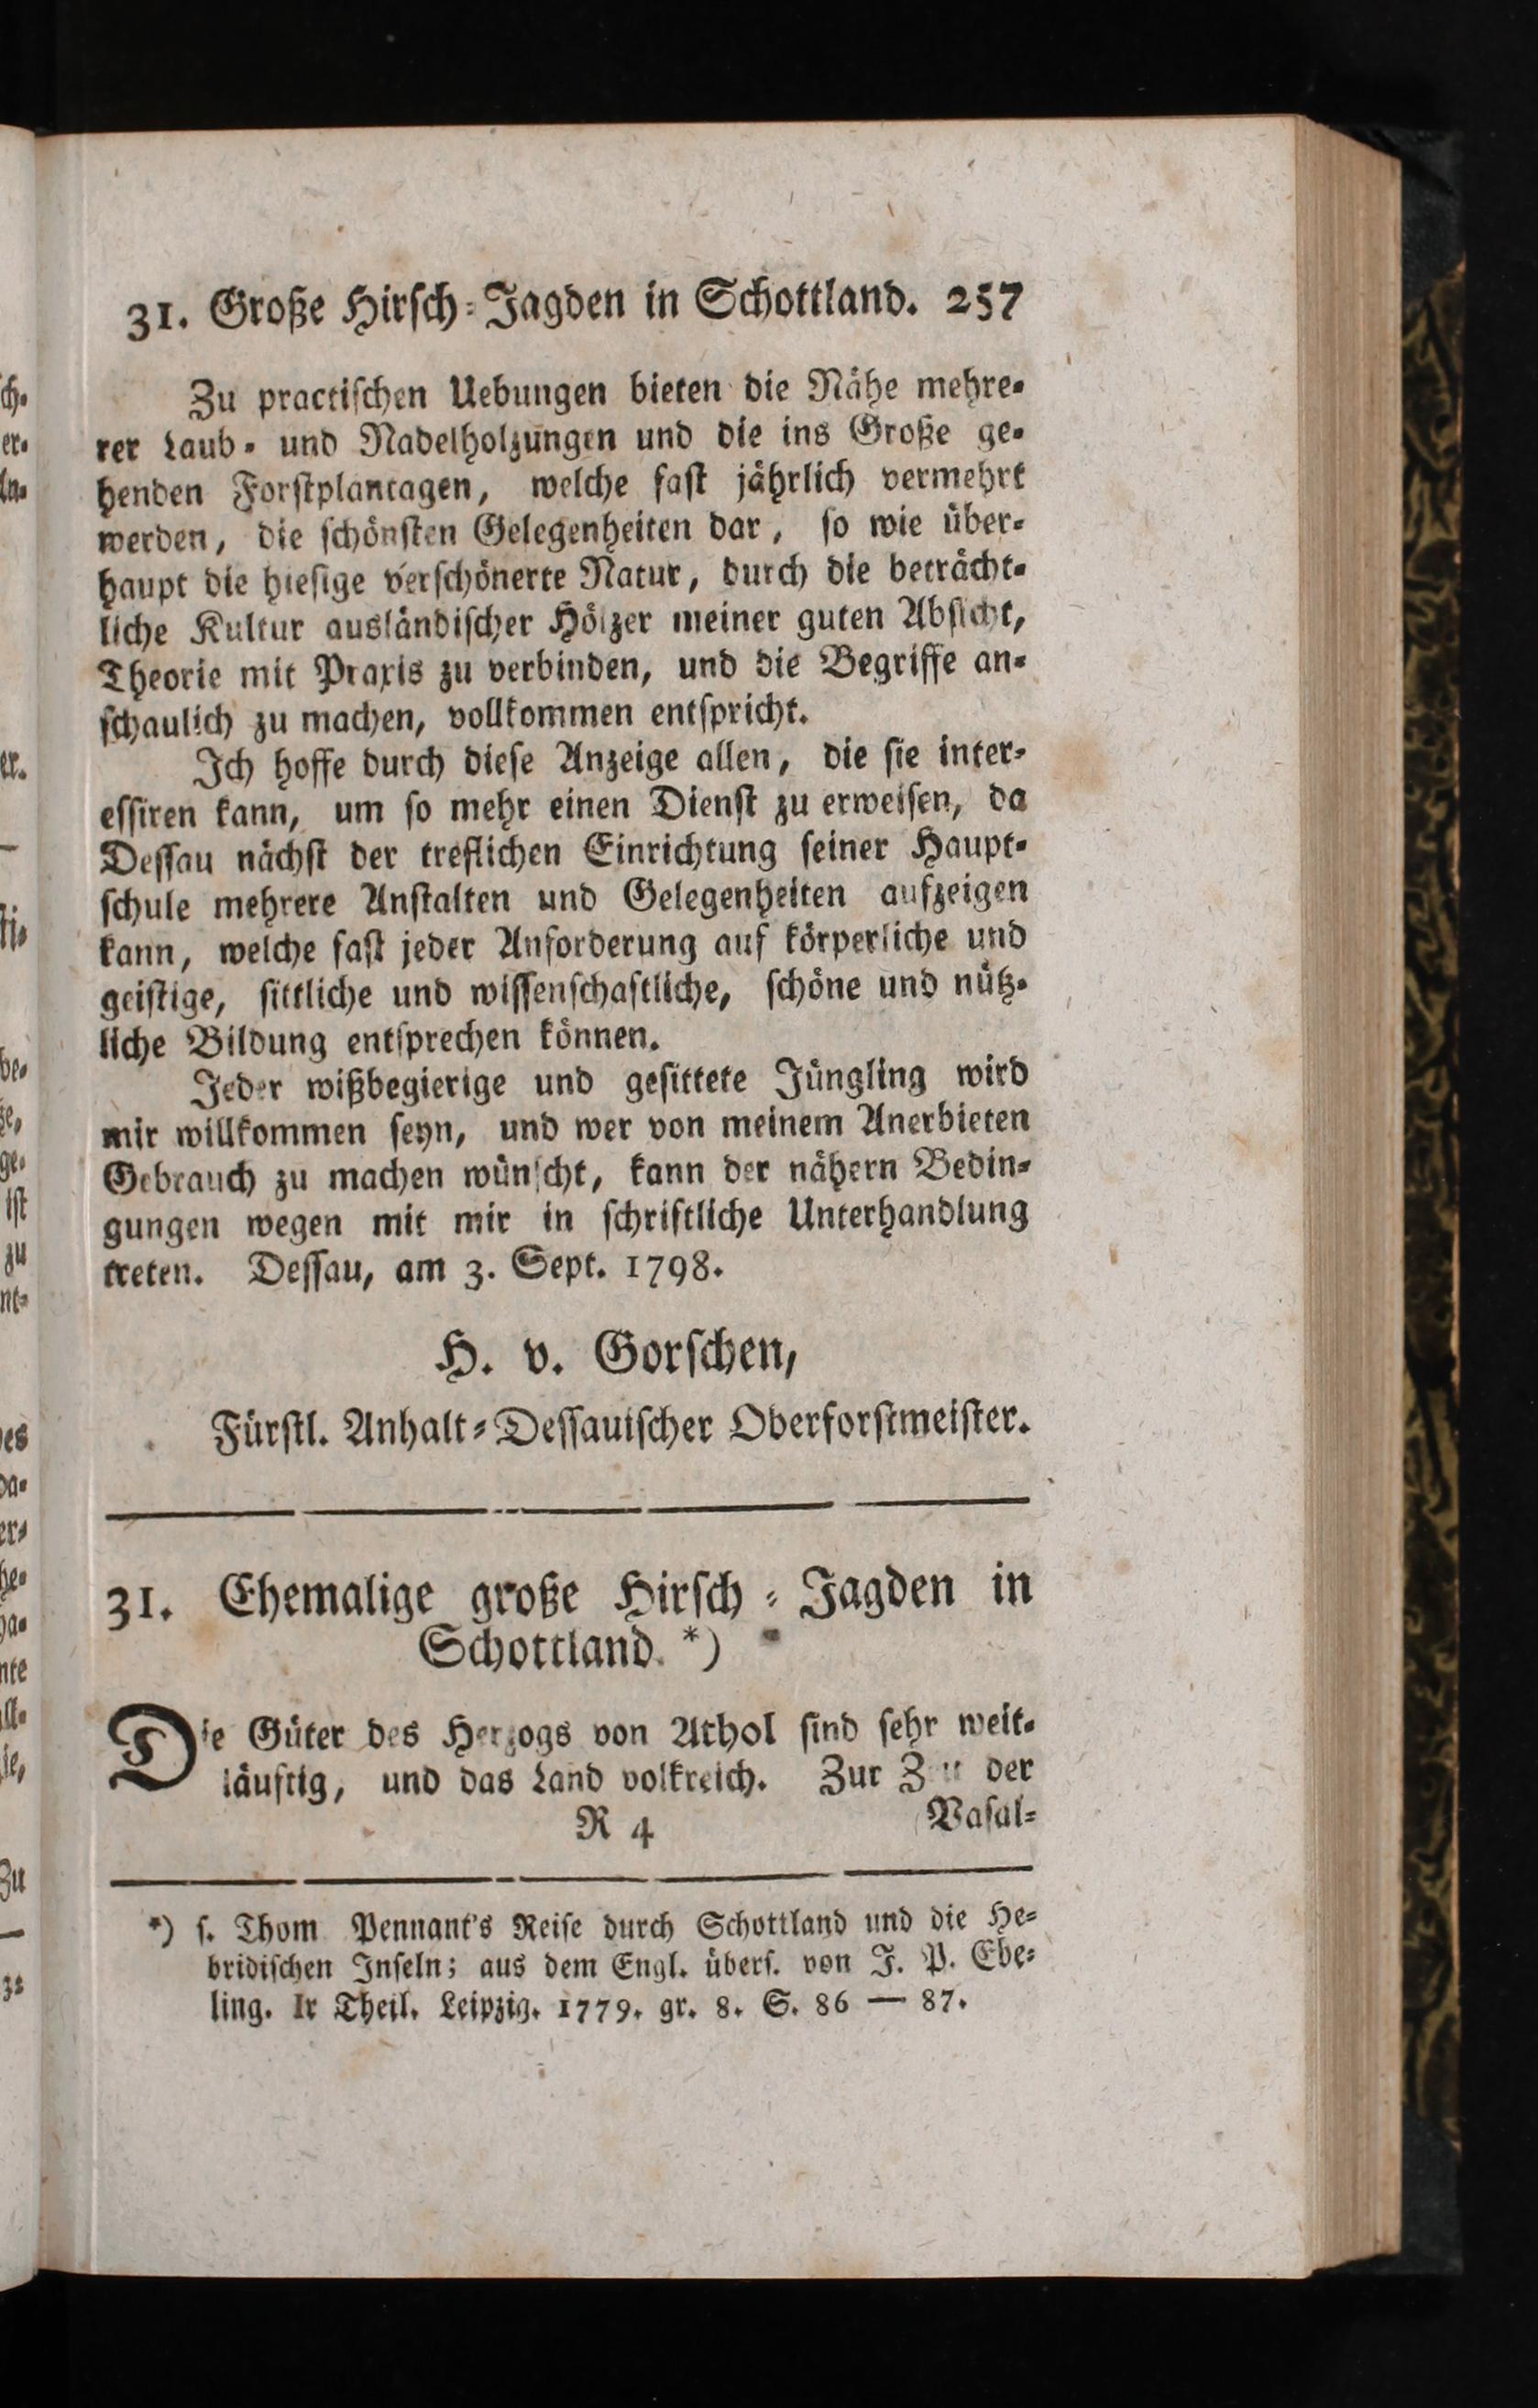 31. Große Hirſch-Jagden in Schottland. 257
Zu practiſchen Uebungen bieten die Nähe mehre-
rer Laub- und Nadelholzungen und die ins Große ge-
henden Forſtplantagen, welche faſt jährlich vermehrt
werden, die ſchönſten Gelegenheiten dar, ſo wie über-
haupt die hieſige verſchönerte Natur, durch die beträcht-
liche Kultur ausländiſcher Hölzer meiner guten Abſicht,
Theorie mit Praxis zu verbinden, und die Begriffe an-
ſchaulich zu machen, vollkommen entſpricht.
Ich hoffe durch dieſe Anzeige allen, die ſie inter-
eſſiren kann, um ſo mehr einen Dienſt zu erweiſen, da
Deſſau nächſt der treflichen Einrichtung ſeiner Haupt-
ſchule mehrere Anſtalten und Gelegenheiten aufzeigen
kann, welche faſt jeder Anforderung auf körperliche und
geiſtige, ſittliche und wiſſenſchaftliche, ſchöne und nütz-
liche Bildung entſprechen können.
Jeder wißbegierige und geſittete Jüngling wird
mir willkommen ſeyn, und wer von meinem Anerbieten
Gebrauch zu machen wünſcht, kann der nähern Bedin-
gungen wegen mit mir in ſchriftliche Unterhandlung
treten. Deſſau, am 3. Sept. 1798.
H. v. Gorſchen,
Fürſtl. Anhalt-Deſſauiſcher Oberforſtmeiſter.
31. Ehemalige große Hirſch-Jagden in
Schottland. *)
Die Güter des Herzogs von Athol ſind ſehr weit-
läuftig, und das Land volkreich. Zur Zeit der
R 4 Vaſal-
*) ſ. Thom Pennant's Reiſe durch Schottland und die He-
bridiſchen Inſeln; aus dem Engl. überſ. von J. P. Ebe-
ling. Ir Theil. Leipzig. 1779. gr. 8. S. 86 — 87.